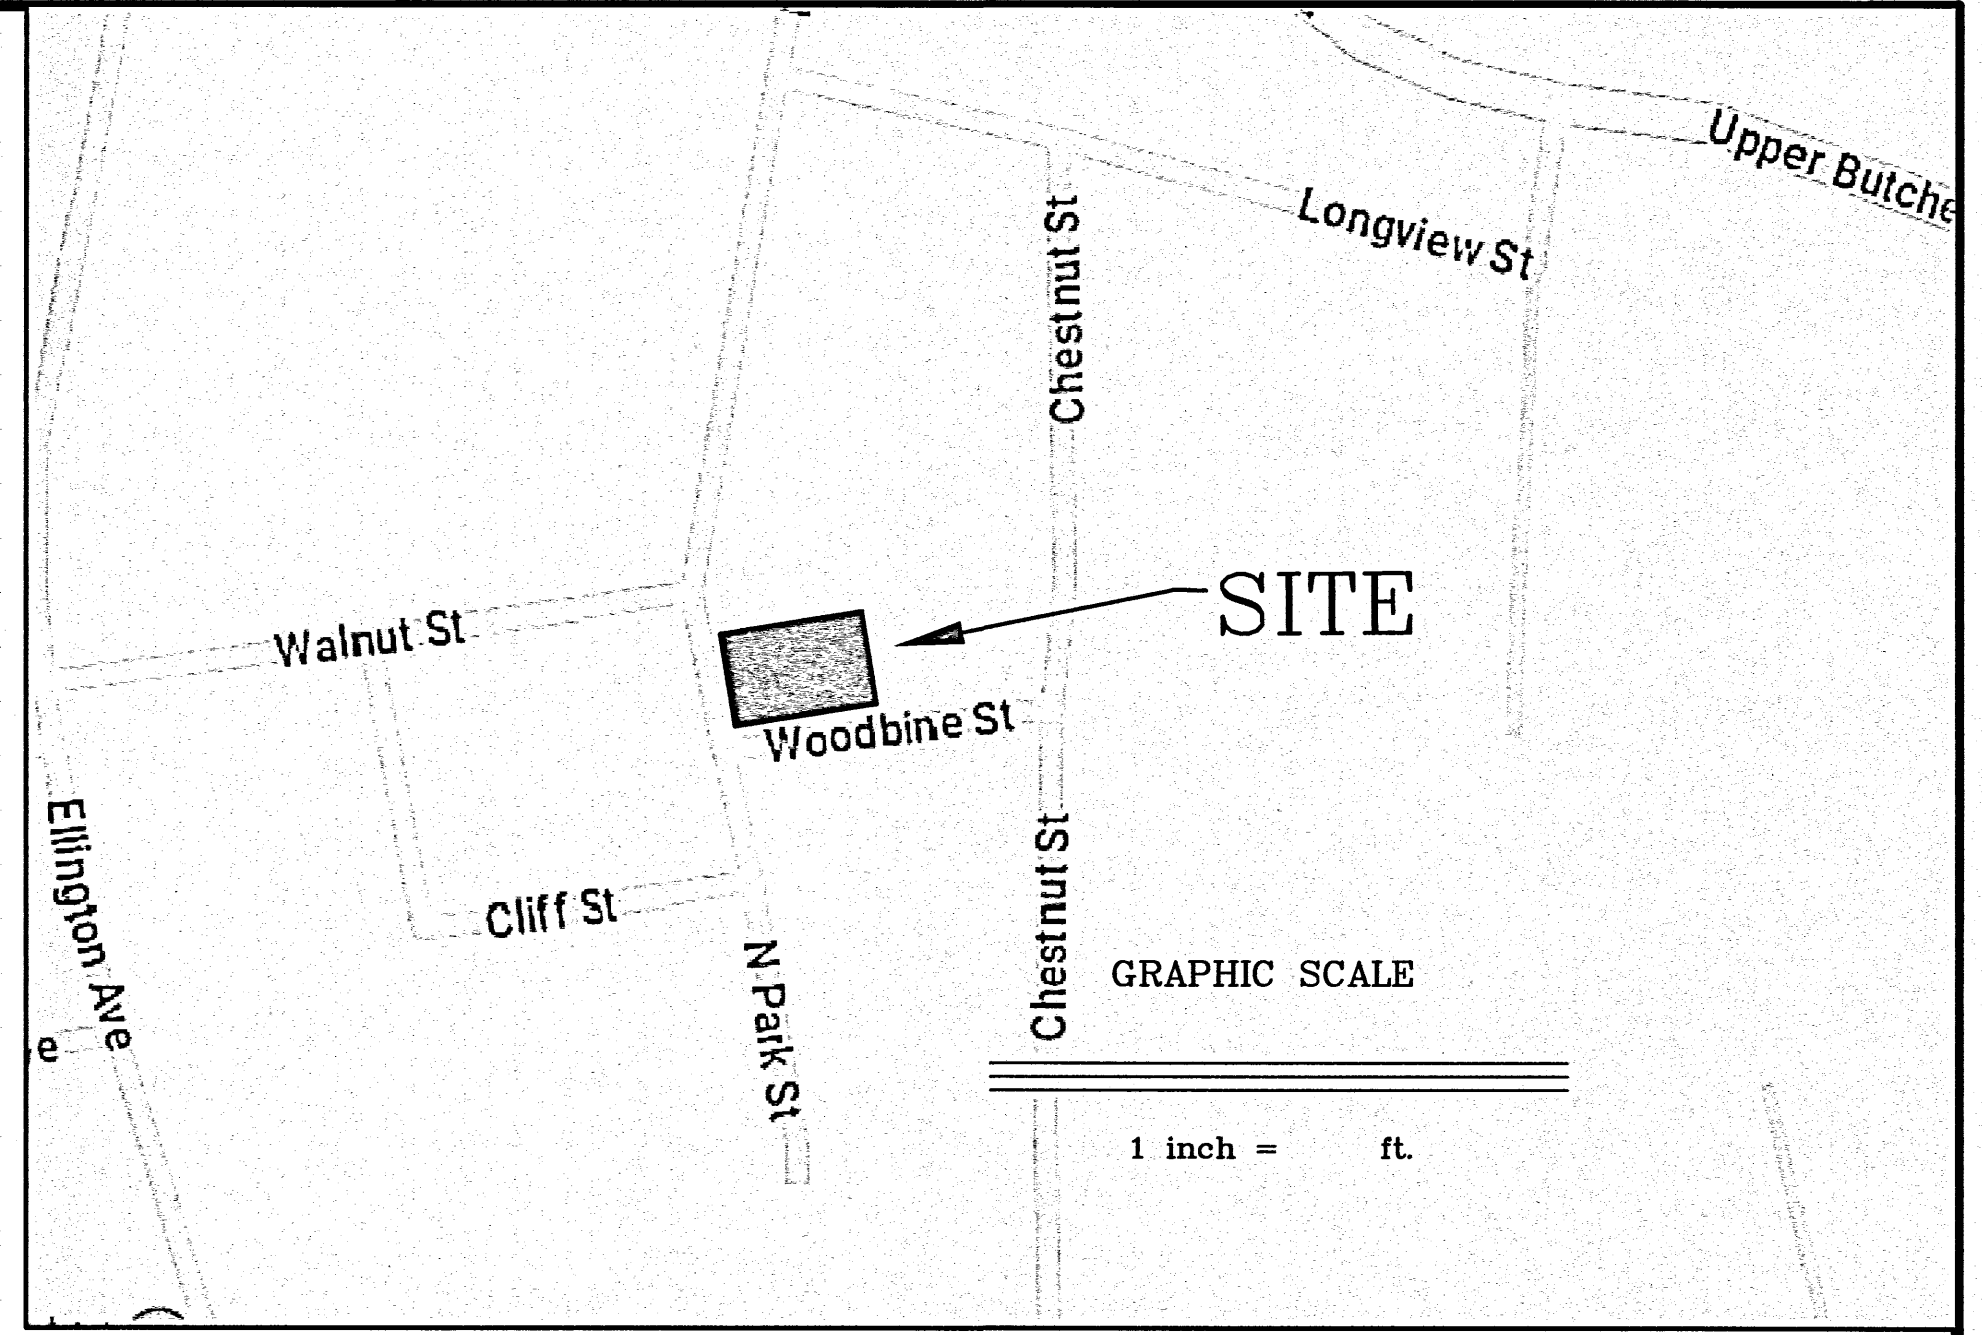 Upper Butche
Longview St
Chestnut St
SITE
Walnut St
Woodbine St
Ellington Ave
Cliff St
N Park St
Chestnut St
GRAPHIC SCALE
e
1 inch = ft.